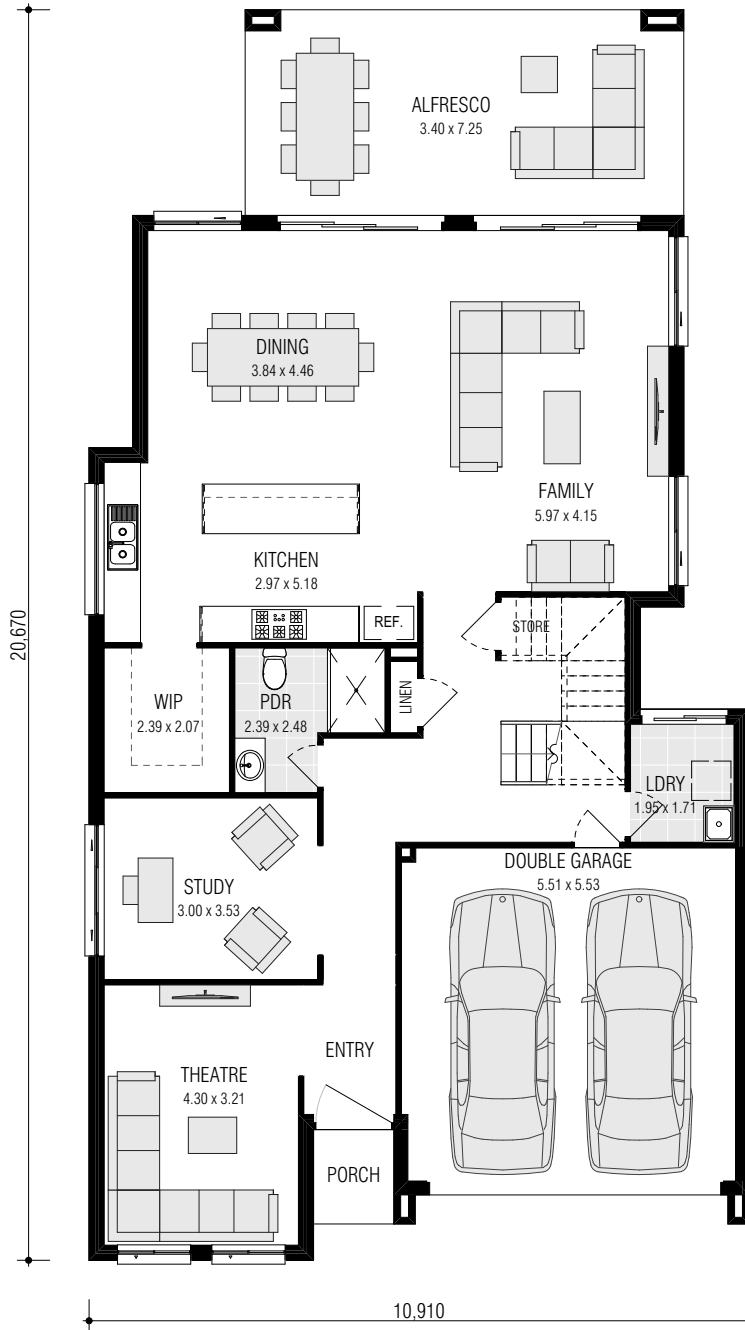 ALFRESCO
3.40 x 7.25
DINING
3.84 x 4.46
FAMILY
5.97 x 4.15
KITCHEN
2.97 x 5.18
REF.
STORE
20,670
WIP
2.39 x 2.07
PDR
2.39 x 2.48
LINEN
LDRY
1.95 x 1.71
DOUBLE GARAGE
5.51 x 5.53
STUDY
3.00 x 3.53
ENTRY
THEATRE
4.30 x 3.21
PORCH
10,910